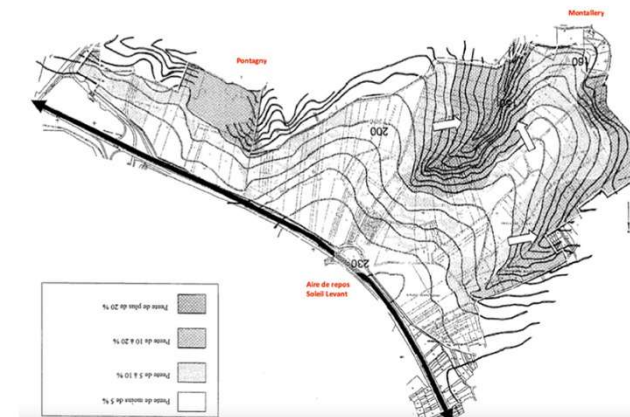 Montallery
Pontagny
160
200
230
Aire de repos
Soleil Levant
Pente de plus de 20 %
Pente de 10 à 20 %
Pente de 5 à 10 %
Pente de moins de 5 %